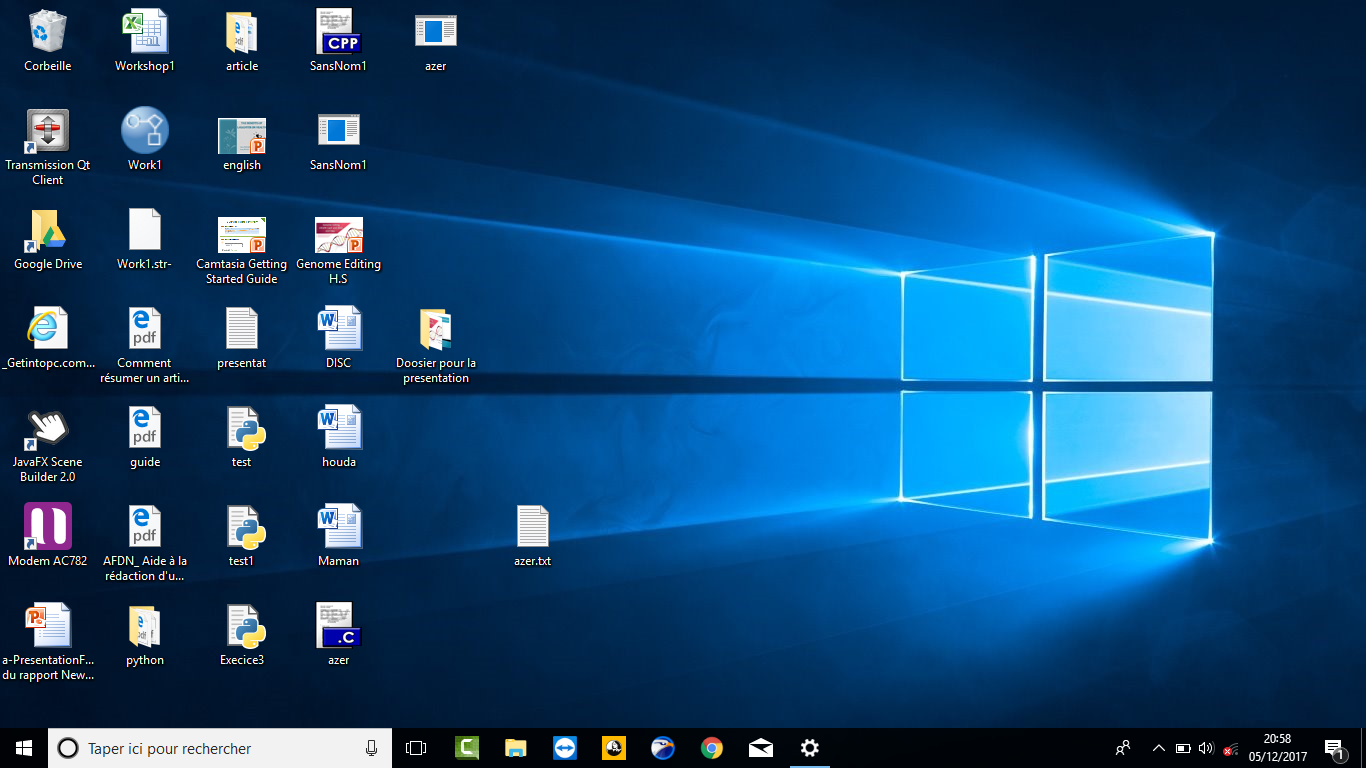 Corbeille
Workshop1
article
SansNom1
azer
DEV
CPP
Transmission Qt
Client
Work1
english
SansNom1
Google Drive
Work1.str-
Camtasia Getting
Started Guide
Genome Editing
H.S
_Getintopc.com...
pdf
Comment
résumer un arti...
presentat
DISC
Doosier pour la
presentation
JavaFX Scene
Builder 2.0
pdf
guide
test
houda
Modem AC782
pdf
AFDN_ Aide à la
rédaction d'u...
test1
Maman
azer.txt
a-PresentationF...
du rapport New...
python
Execice3
DEV
.C
azer
Taper ici pour rechercher
20:58
05/12/2017
1